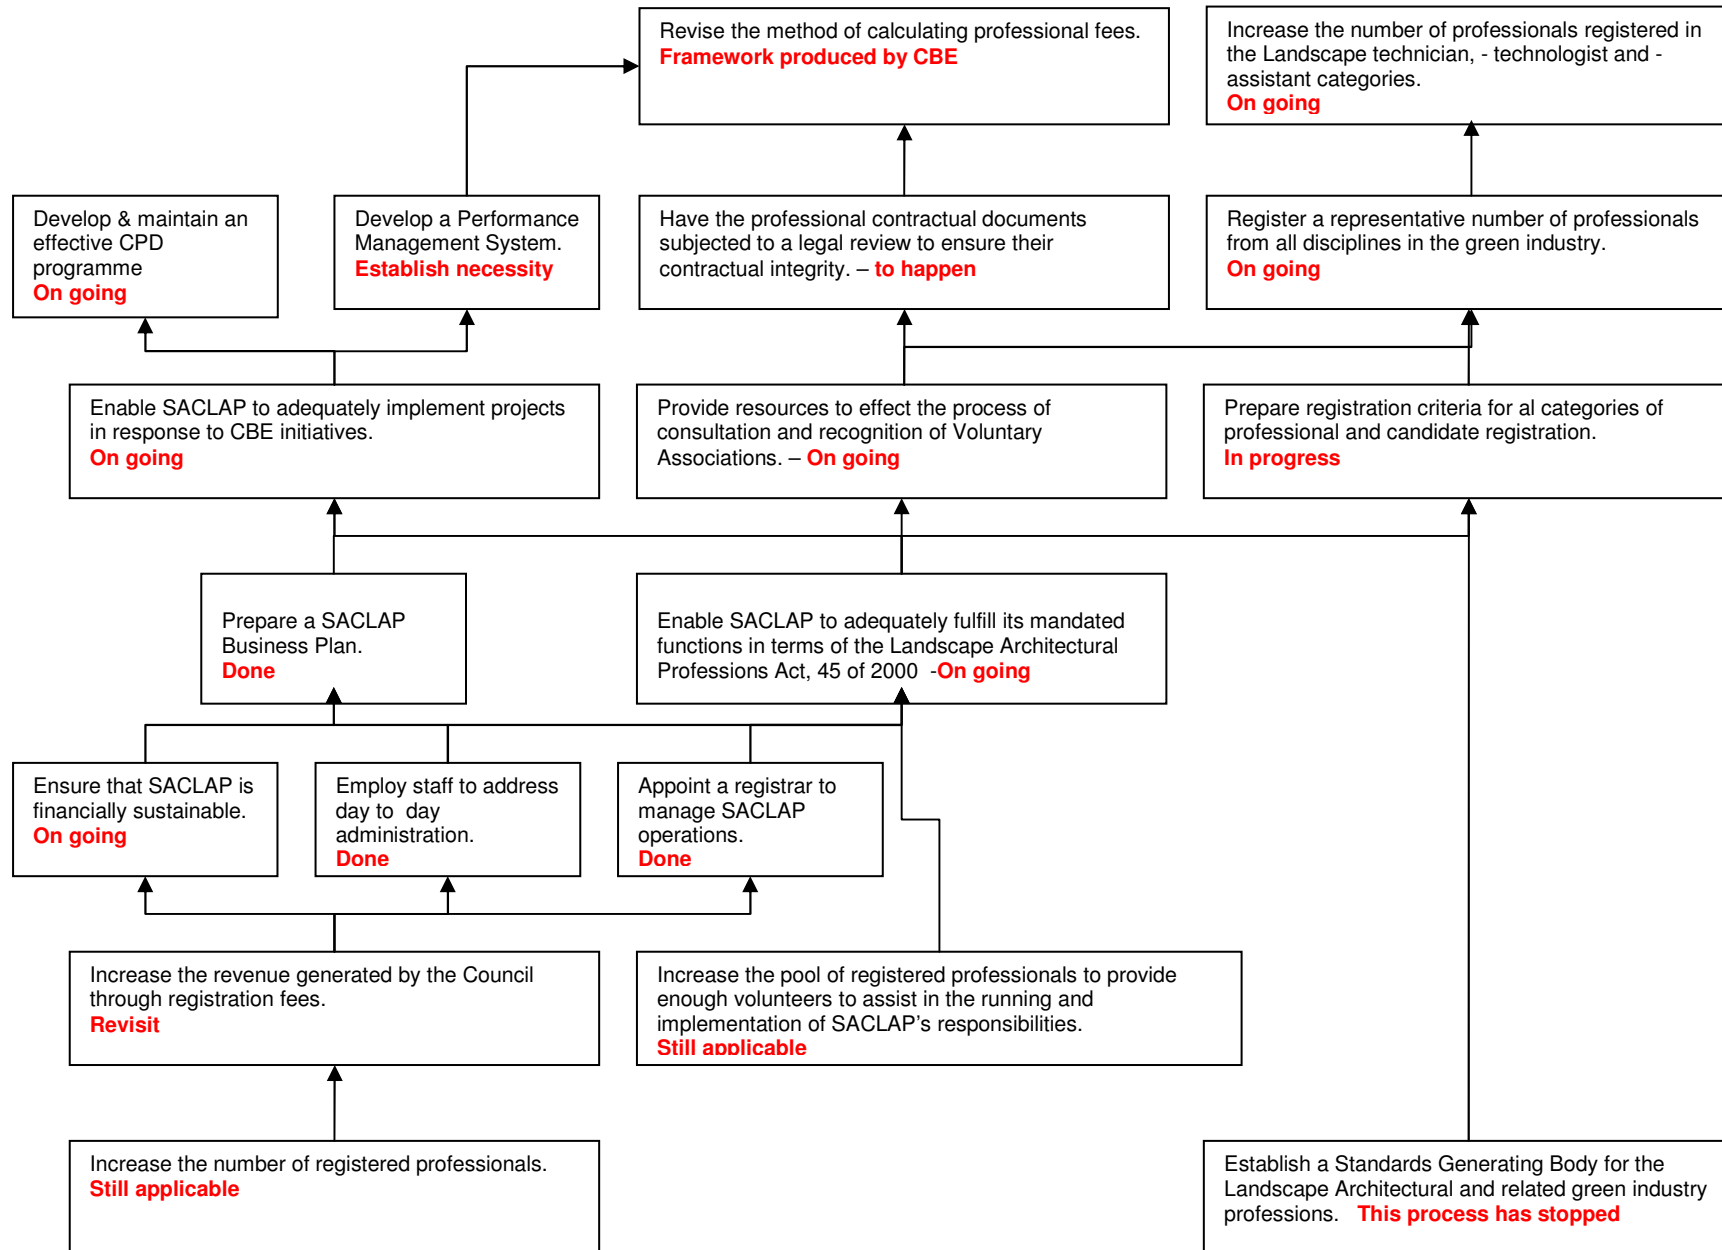 Revise the method of calculating professional fees.
Framework produced by CBE
Increase the number of professionals registered in
the Landscape technician, - technologist and -
assistant categories.
On going
Develop & maintain an
effective CPD
programme
On going
Develop a Performance
Management System.
Establish necessity
Have the professional contractual documents
subjected to a legal review to ensure their
contractual integrity. – to happen
Register a representative number of professionals
from all disciplines in the green industry.
On going
Enable SACLAP to adequately implement projects
in response to CBE initiatives.
On going
Provide resources to effect the process of
consultation and recognition of Voluntary
Associations. – On going
Prepare registration criteria for al categories of
professional and candidate registration.
In progress
Prepare a SACLAP
Business Plan.
Done
Enable SACLAP to adequately fulfill its mandated
functions in terms of the Landscape Architectural
Professions Act, 45 of 2000 -On going
Ensure that SACLAP is
financially sustainable.
On going
Employ staff to address
day to day
administration.
Done
Appoint a registrar to
manage SACLAP
operations.
Done
Increase the revenue generated by the Council
through registration fees.
Revisit
Increase the pool of registered professionals to provide
enough volunteers to assist in the running and
implementation of SACLAP’s responsibilities.
Still applicable
Increase the number of registered professionals.
Still applicable
Establish a Standards Generating Body for the
Landscape Architectural and related green industry
professions. This process has stopped